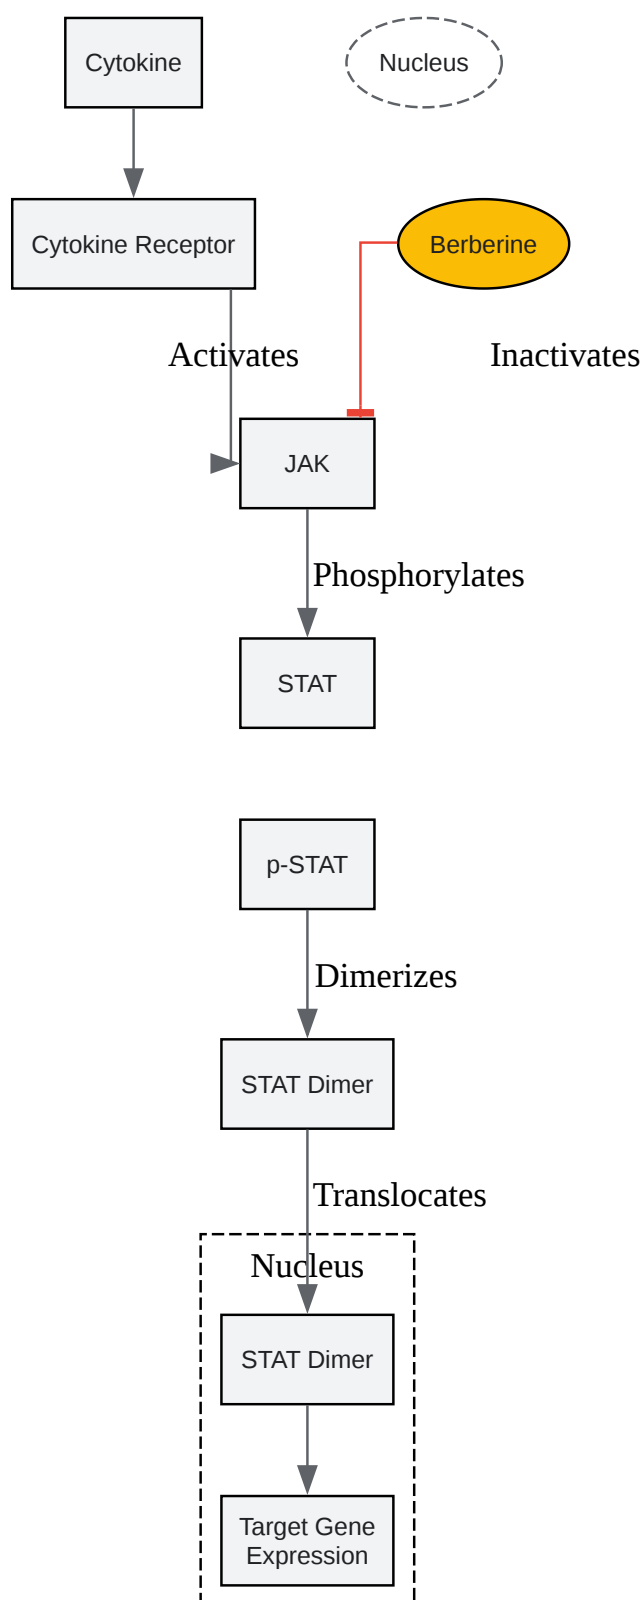 Cytokine
Nucleus
Cytokine Receptor
Berberine
Activates
Inactivates
JAK
Phosphorylates
STAT
p-STAT
Dimerizes
STAT Dimer
Translocates
Nucleus
STAT Dimer
Target Gene
Expression